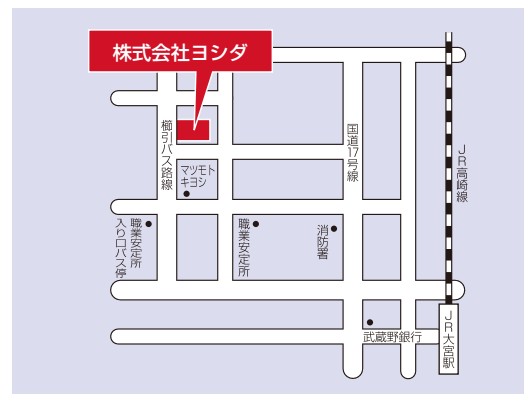 株式会社ヨシダ
櫛引バス路線
マツモト
キヨシ
国道17号線
JR高崎線
職業安定所
入り口バス停
職業安定所
消防署
武蔵野銀行
JR大宮駅